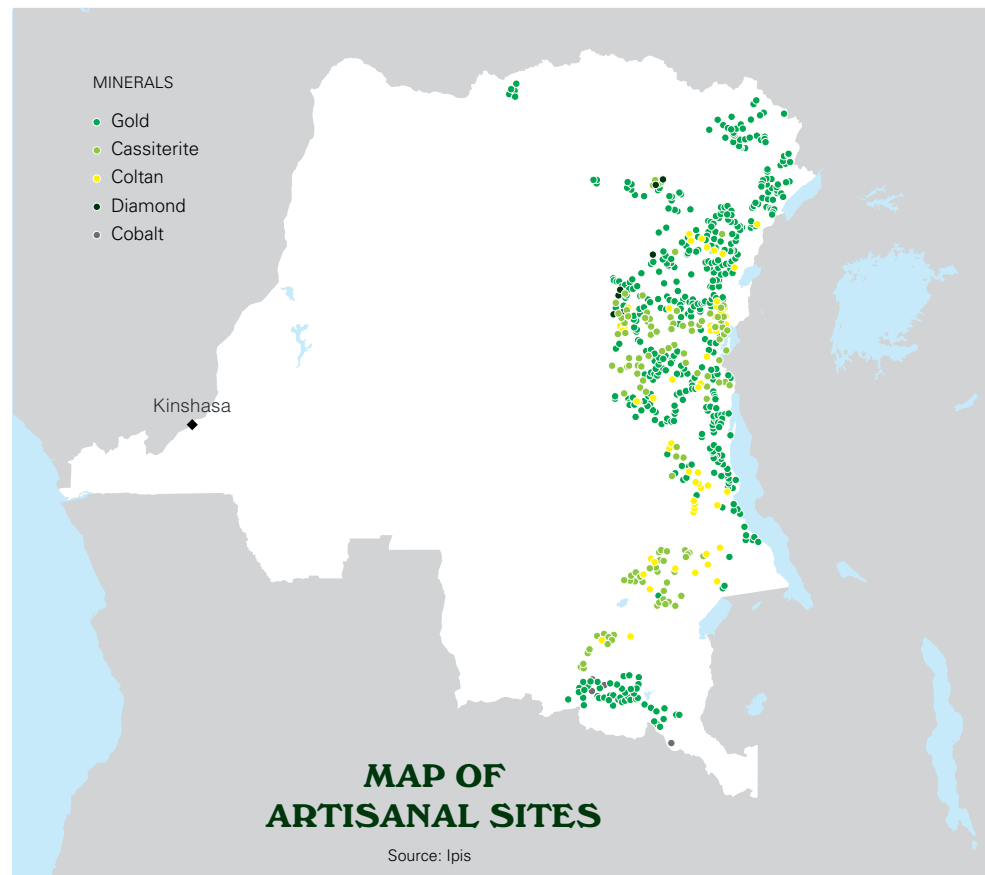 MINERALS
Gold
Cassiterite
Coltan
Diamond
Cobalt
Kinshasa
MAP OF
ARTISANAL SITES
Source: Ipis